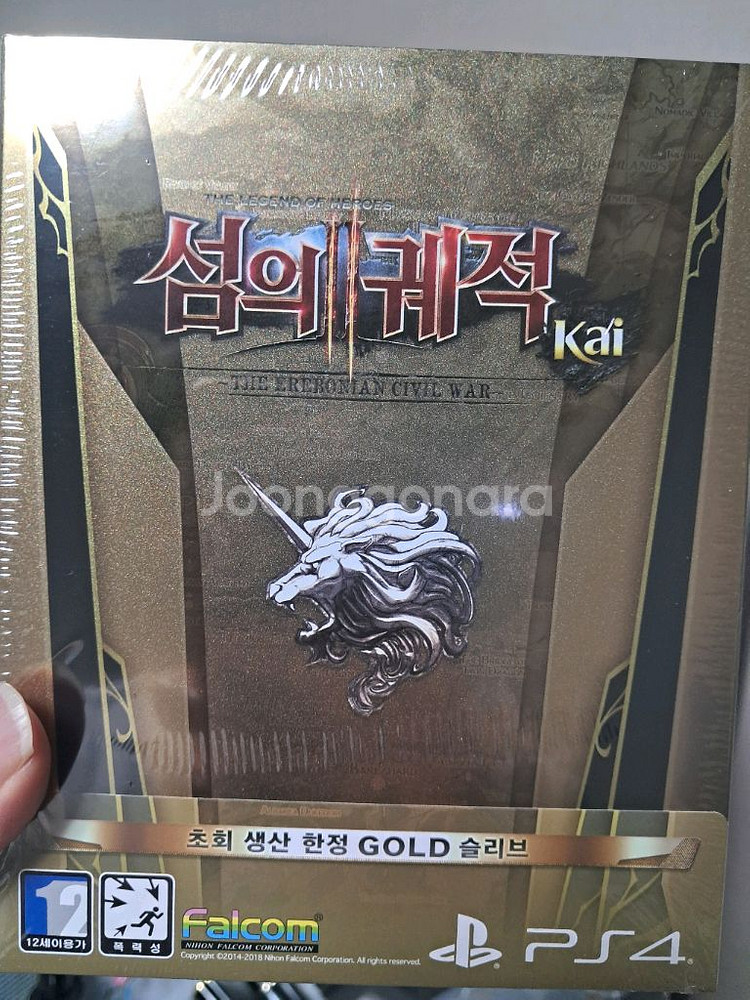 THE LEGEND OF HEROES
섬의 II 궤적
Kai
~THE EREBONIAN CIVIL WAR~
Joonggonara
초회 생산 한정 GOLD 슬리브
12
12세이용가
폭력성
Falcom®
NIHON FALCOM CORPORATION
Copyright ©2014-2018 Nihon Falcom Corporation. All rights reserved.
PS4